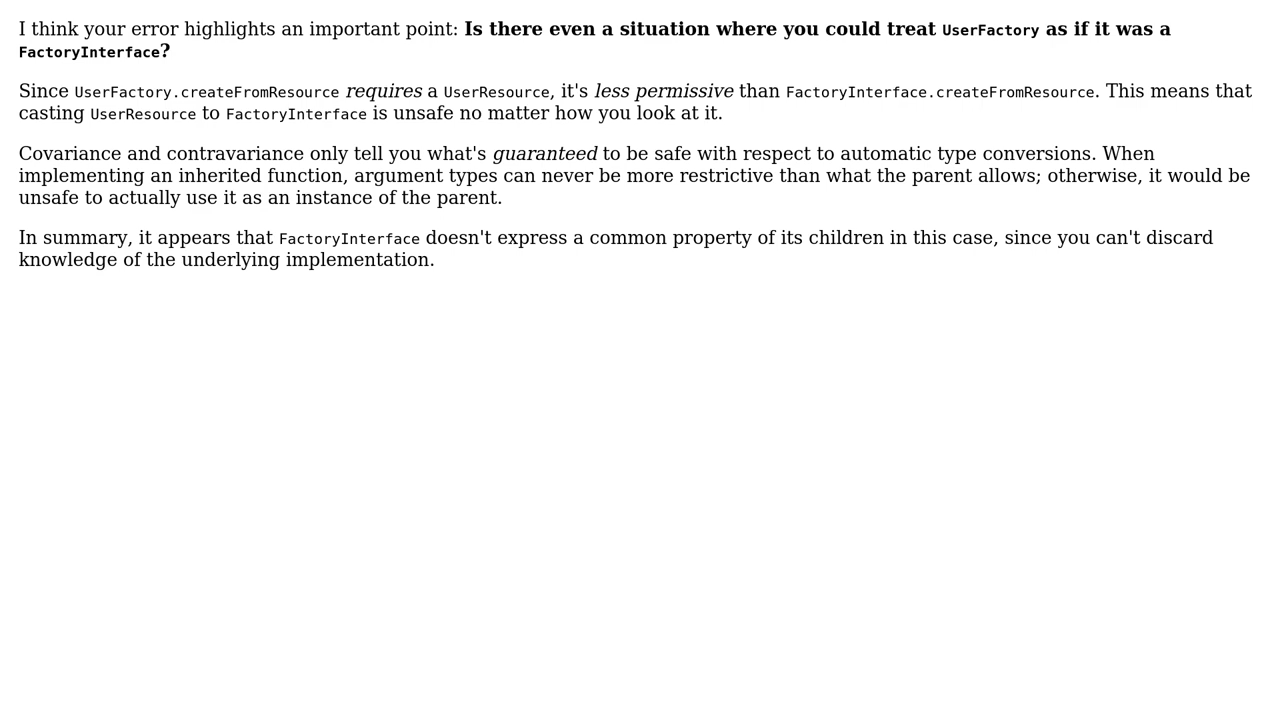 I think your error highlights an important point: Is there even a situation where you could treat UserFactory as if it was a
FactoryInterface?
Since UserFactory.createFromResource requires a UserResource, it's less permissive than FactoryInterface.createFromResource. This means that
casting UserResource to FactoryInterface is unsafe no matter how you look at it.
Covariance and contravariance only tell you what's guaranteed to be safe with respect to automatic type conversions. When
implementing an inherited function, argument types can never be more restrictive than what the parent allows; otherwise, it would be
unsafe to actually use it as an instance of the parent.
In summary, it appears that FactoryInterface doesn't express a common property of its children in this case, since you can't discard
knowledge of the underlying implementation.